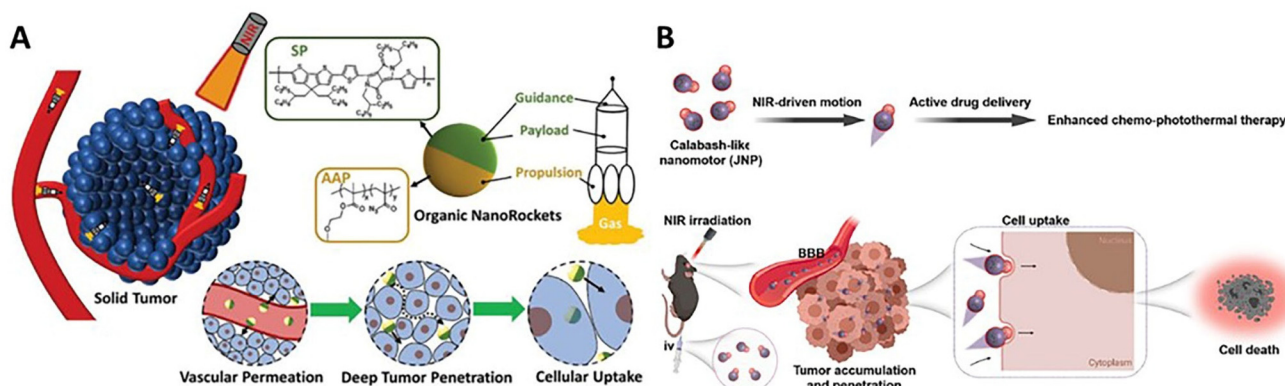 A
NIR
SP
Guidance
Payload
Propulsion
AAP
Organic NanoRockets
Gas
Solid Tumor
Vascular Permeation
Deep Tumor Penetration
Cellular Uptake
B
NIR-driven motion
Active drug delivery
Enhanced chemo-photothermal therapy
Calabash-like
nanomotor (JNP)
NIR irradiation
BBB
iv
Tumor accumulation
and penetration
Cell uptake
Nucleus
Cytoplasm
Cell death